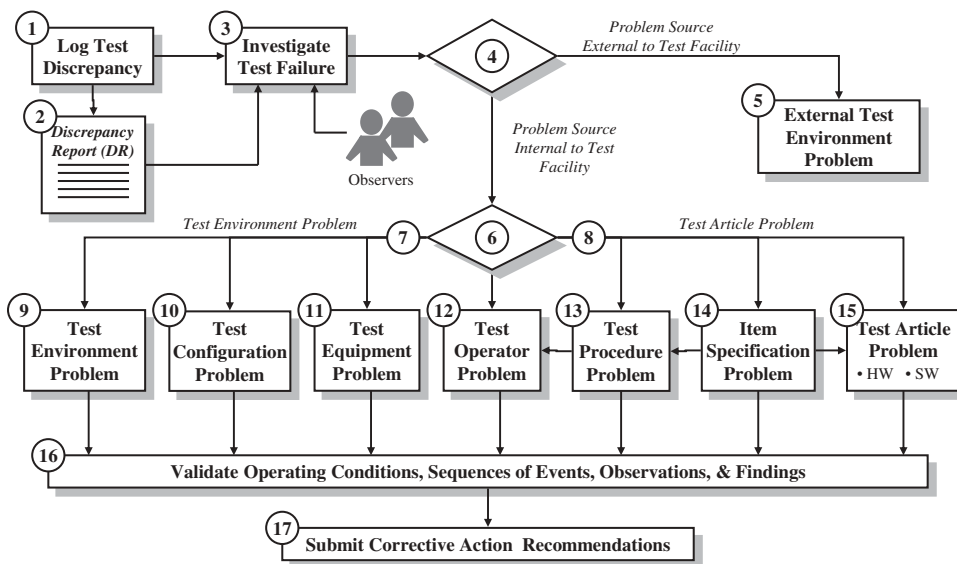 1
Log Test
Discrepancy
2
Discrepancy
Report (DR)
3
Investigate
Test Failure
Observers
4
Problem Source
External to Test Facility
5
External Test
Environment
Problem
Problem Source
Internal to Test
Facility
Test Environment Problem
7
6
8
Test Article Problem
9
Test
Environment
Problem
10
Test
Configuration
Problem
11
Test
Equipment
Problem
12
Test
Operator
Problem
13
Test
Procedure
Problem
14
Item
Specification
Problem
15
Test Article
Problem
• HW • SW
16
Validate Operating Conditions, Sequences of Events, Observations, & Findings
17
Submit Corrective Action Recommendations